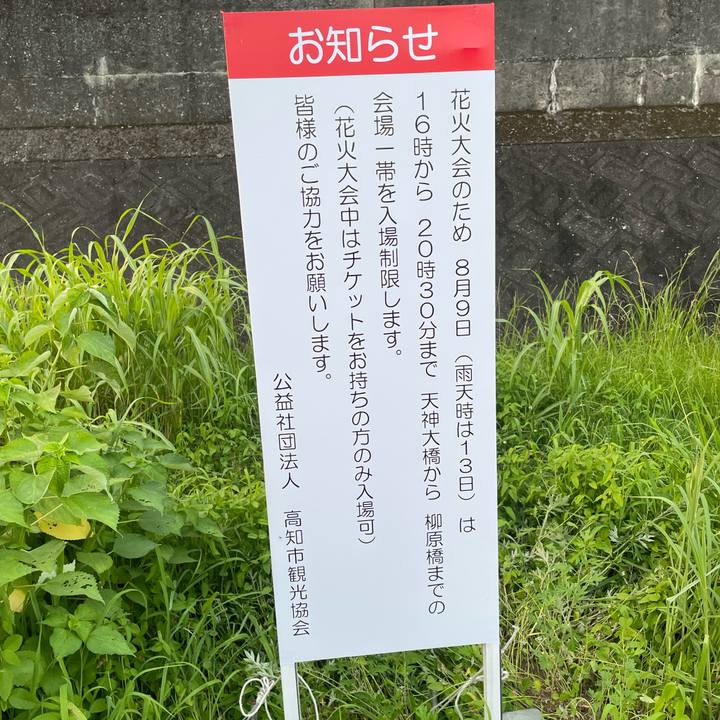 お知らせ
花火大会のため　8月9日（雨天時は13日）は
16時から　20時30分まで　天神大橋から　柳原橋までの
会場一帯を入場制限します。
（花火大会中はチケットをお持ちの方のみ入場可）
皆様のご協力をお願いします。
公益社団法人　高知市観光協会